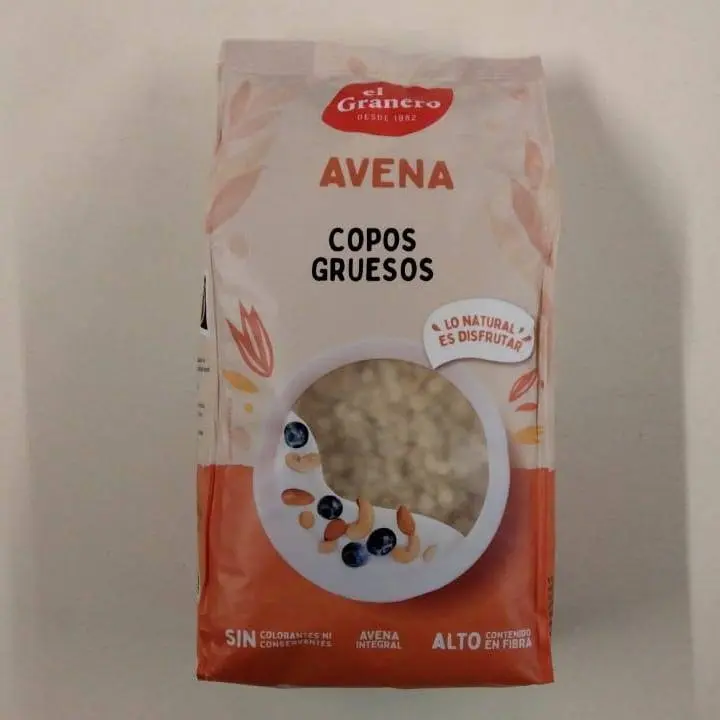 el
Granero
DESDE 1982
AVENA
COPOS
GRUESOS
LO NATURAL
ES DISFRUTAR
SIN COLORANTES NI
CONSERVANTES
AVENA
INTEGRAL
ALTO CONTENIDO
EN FIBRA